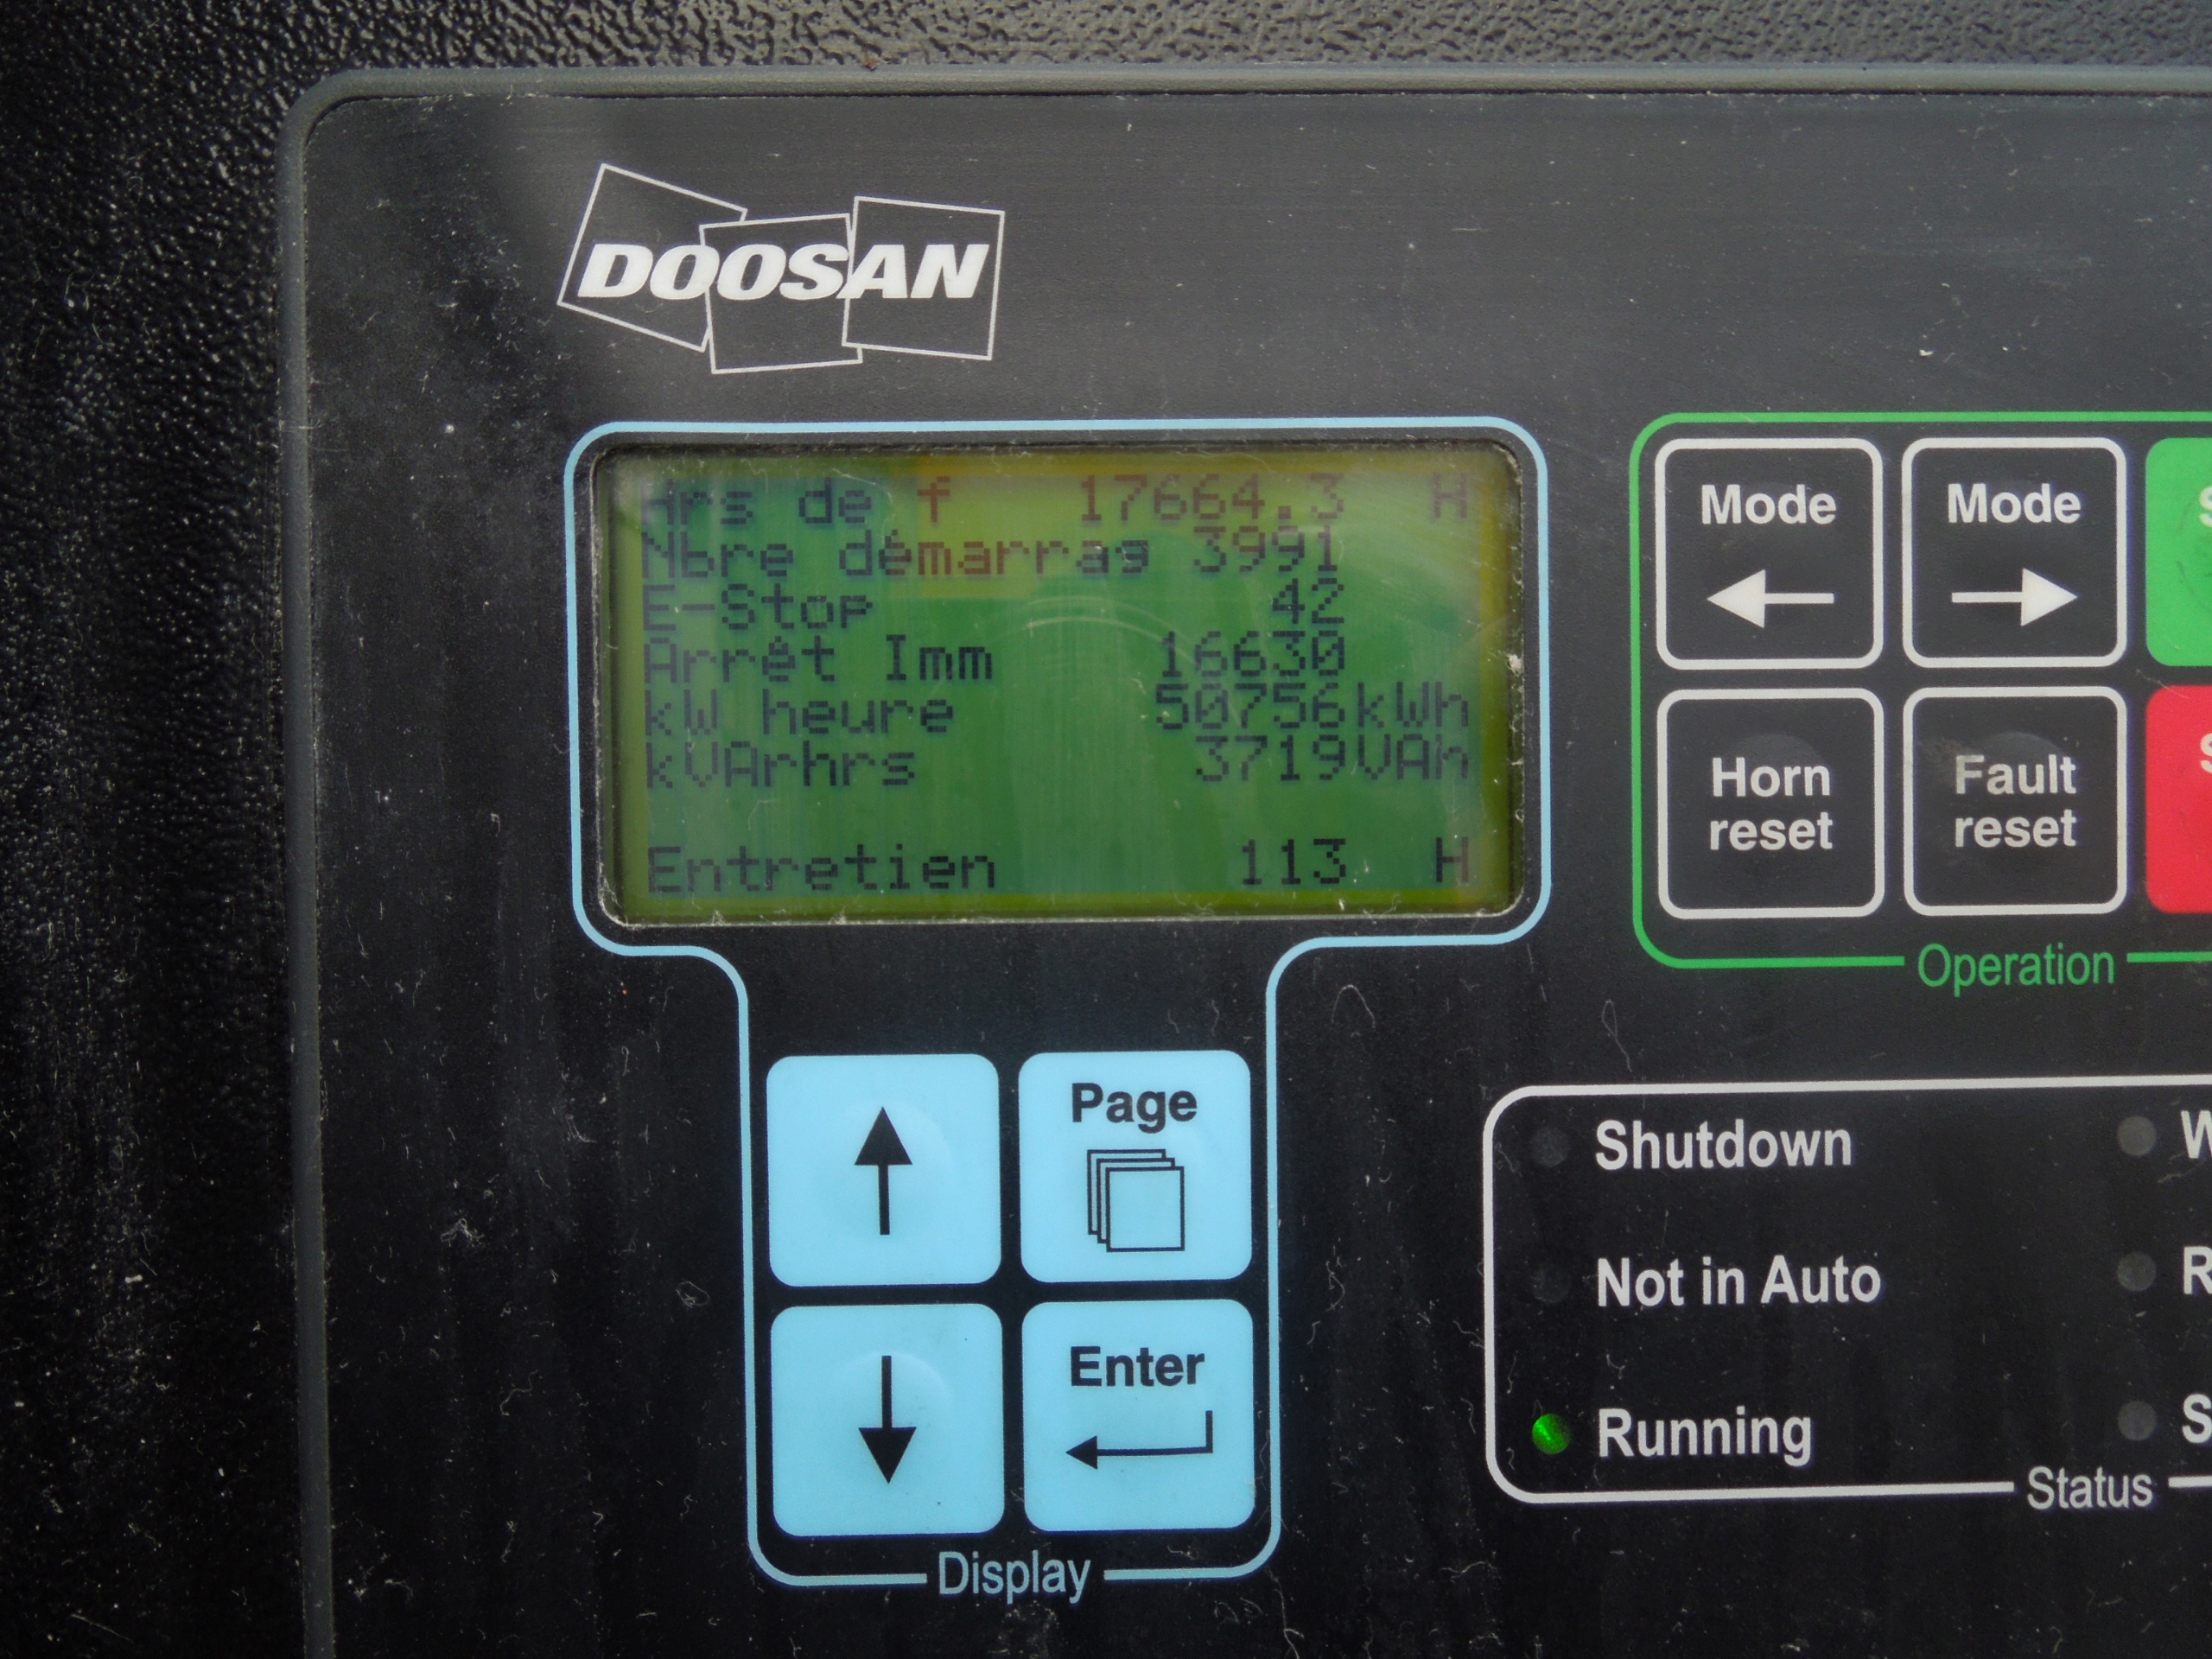 DOOSAN
Hrs de f 17664.3 H
Nbre démarrag 3991
E-Stop 42
Arrêt Imm 16630
kW heure 50756kWh
kVArhrs 3719VAh
Entretien 113 H
Mode
Mode
Horn reset
Fault reset
Operation
Page
Enter
Display
Shutdown
Not in Auto
Running
Status